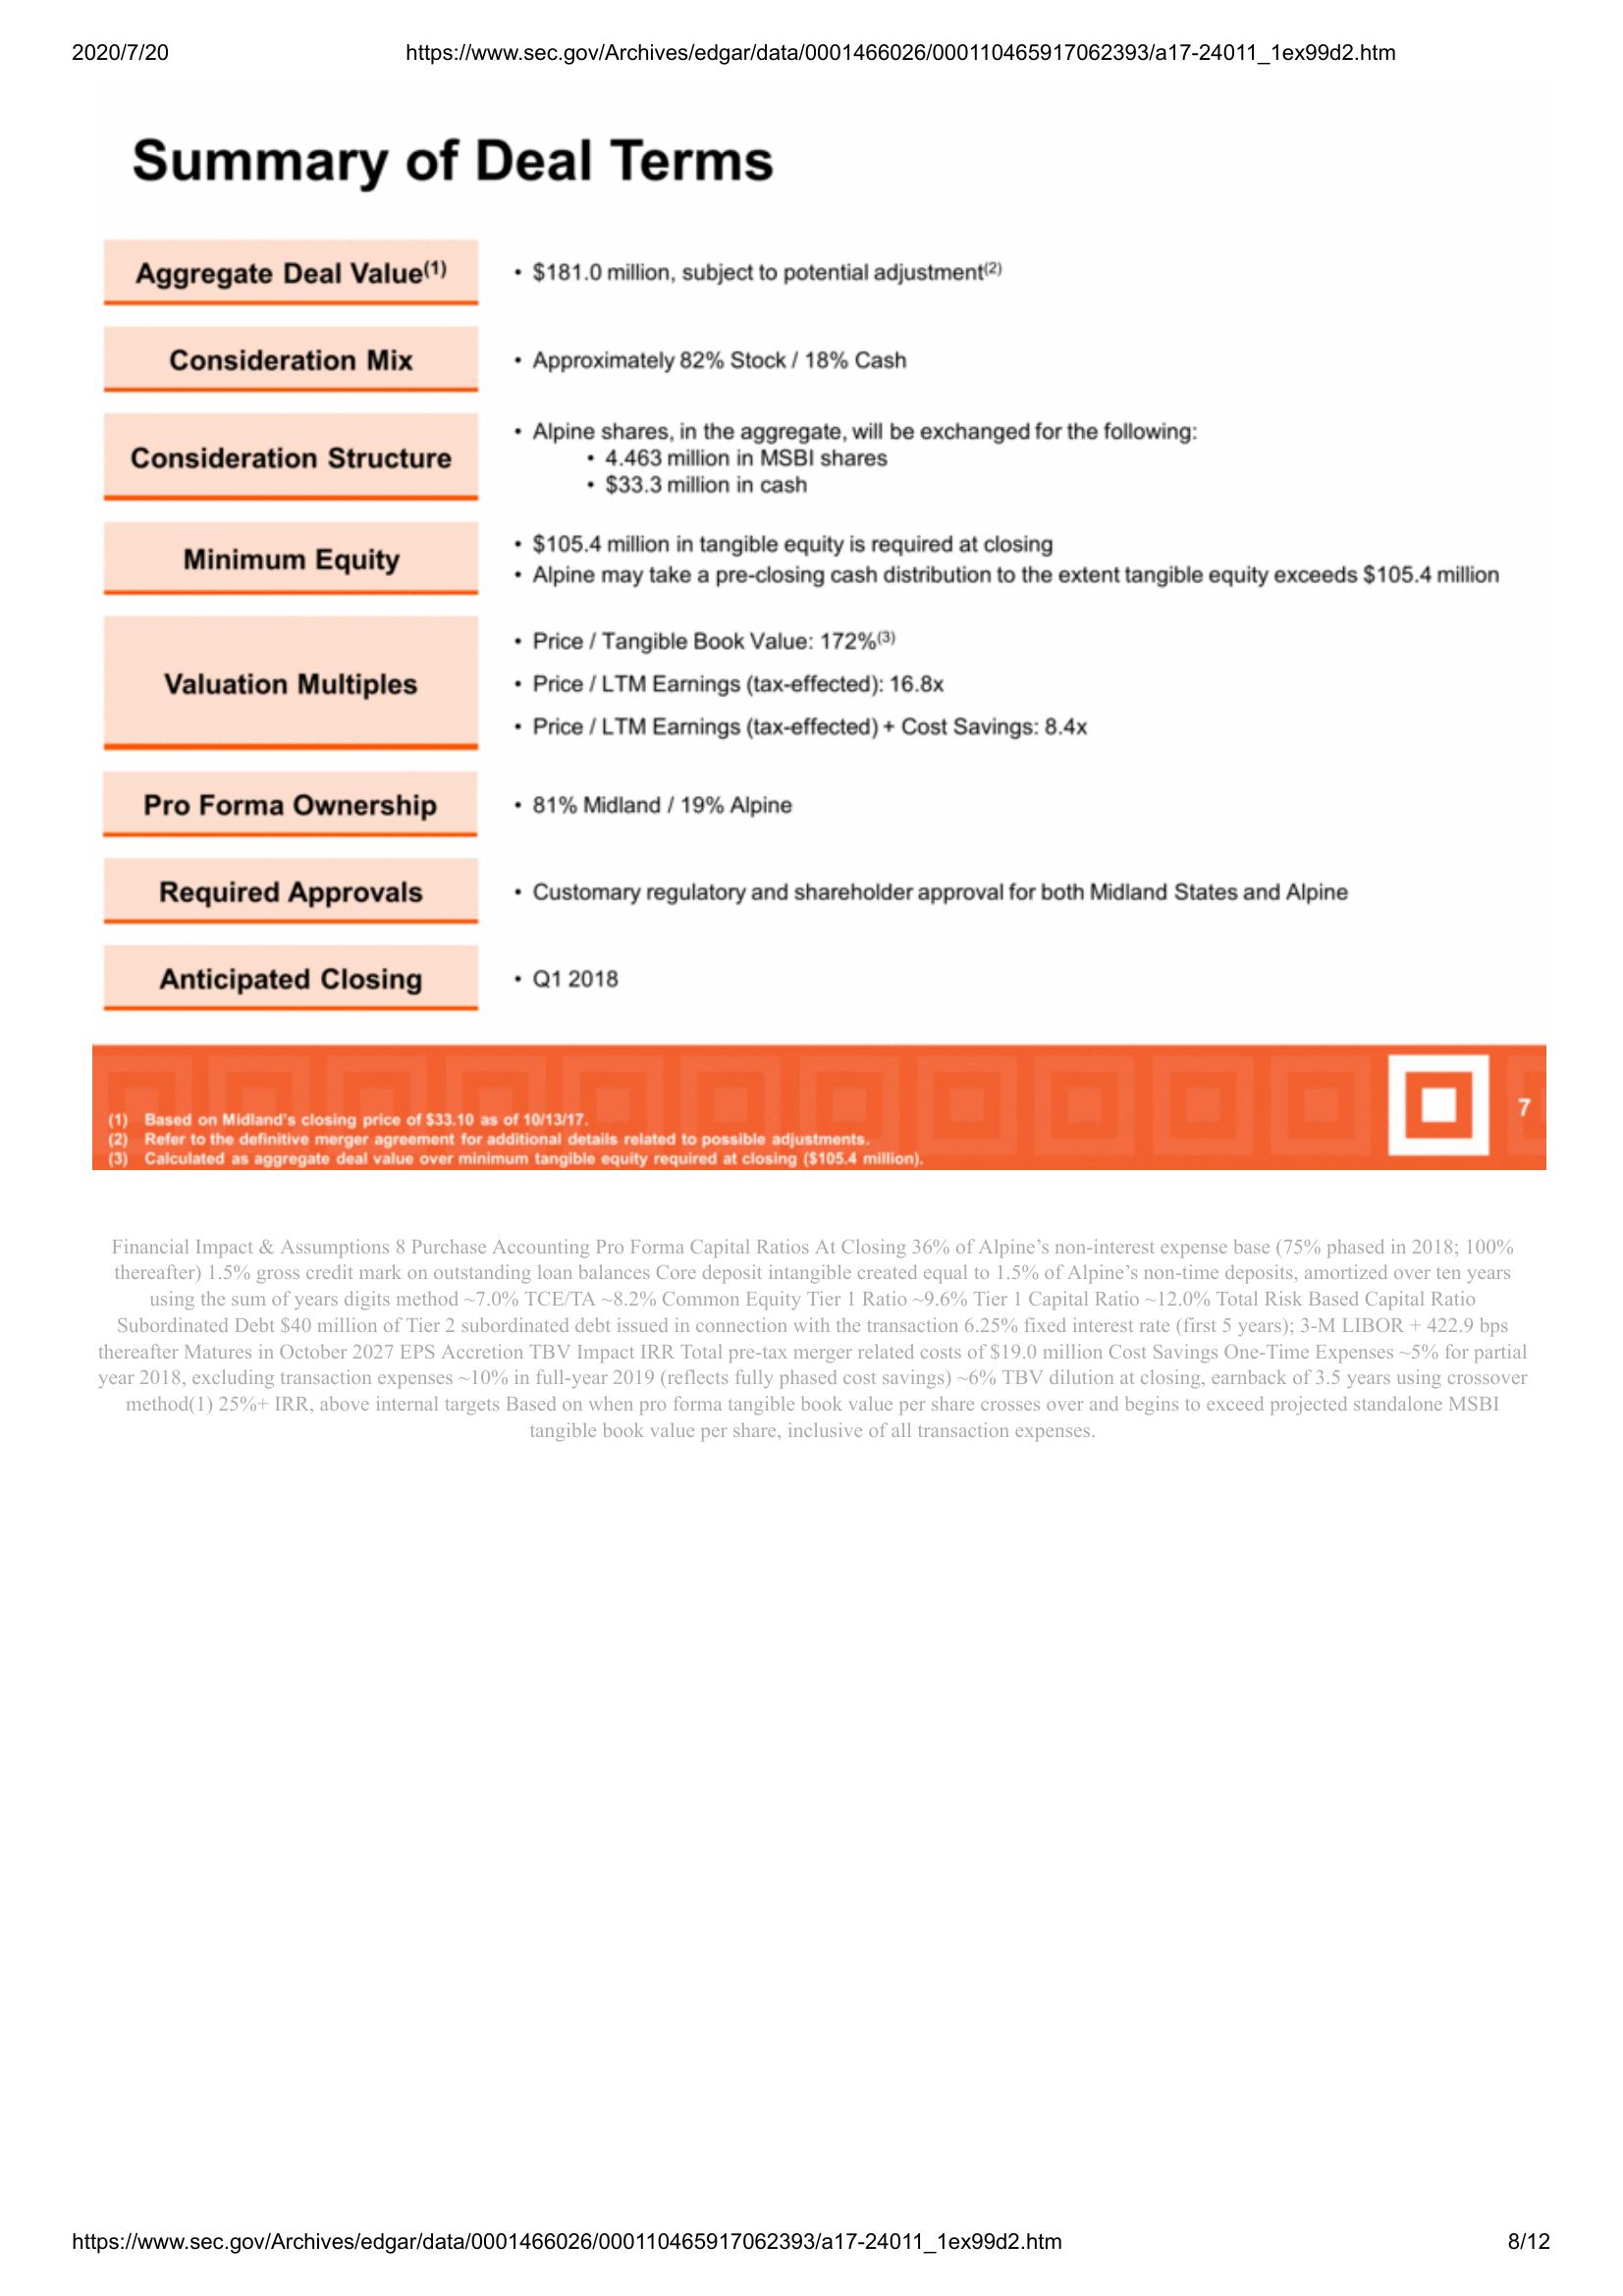 2020/7/20 https://www.sec.gov/Archives/edgar/data/0001466026/000110465917062393/a17-24011_1ex99d2.htm
Summary of Deal Terms
Aggregate Deal Value(1)
• $181.0 million, subject to potential adjustment(2)
Consideration Mix
• Approximately 82% Stock / 18% Cash
Consideration Structure
• Alpine shares, in the aggregate, will be exchanged for the following:
• 4.463 million in MSBI shares
• $33.3 million in cash
Minimum Equity
• $105.4 million in tangible equity is required at closing
• Alpine may take a pre-closing cash distribution to the extent tangible equity exceeds $105.4 million
Valuation Multiples
• Price / Tangible Book Value: 172%(3)
• Price / LTM Earnings (tax-effected): 16.8x
• Price / LTM Earnings (tax-effected) + Cost Savings: 8.4x
Pro Forma Ownership
• 81% Midland / 19% Alpine
Required Approvals
• Customary regulatory and shareholder approval for both Midland States and Alpine
Anticipated Closing
• Q1 2018
(1) Based on Midland's closing price of $33.10 as of 10/13/17.
(2) Refer to the definitive merger agreement for additional details related to possible adjustments.
(3) Calculated as aggregate deal value over minimum tangible equity required at closing ($105.4 million).
7
Financial Impact & Assumptions 8 Purchase Accounting Pro Forma Capital Ratios At Closing 36% of Alpine’s non-interest expense base (75% phased in 2018; 100%
thereafter) 1.5% gross credit mark on outstanding loan balances Core deposit intangible created equal to 1.5% of Alpine’s non-time deposits, amortized over ten years
using the sum of years digits method ~7.0% TCE/TA ~8.2% Common Equity Tier 1 Ratio ~9.6% Tier 1 Capital Ratio ~12.0% Total Risk Based Capital Ratio
Subordinated Debt $40 million of Tier 2 subordinated debt issued in connection with the transaction 6.25% fixed interest rate (first 5 years); 3-M LIBOR + 422.9 bps
thereafter Matures in October 2027 EPS Accretion TBV Impact IRR Total pre-tax merger related costs of $19.0 million Cost Savings One-Time Expenses ~5% for partial
year 2018, excluding transaction expenses ~10% in full-year 2019 (reflects fully phased cost savings) ~6% TBV dilution at closing, earnback of 3.5 years using crossover
method(1) 25%+ IRR, above internal targets Based on when pro forma tangible book value per share crosses over and begins to exceed projected standalone MSBI
tangible book value per share, inclusive of all transaction expenses.
https://www.sec.gov/Archives/edgar/data/0001466026/000110465917062393/a17-24011_1ex99d2.htm 8/12